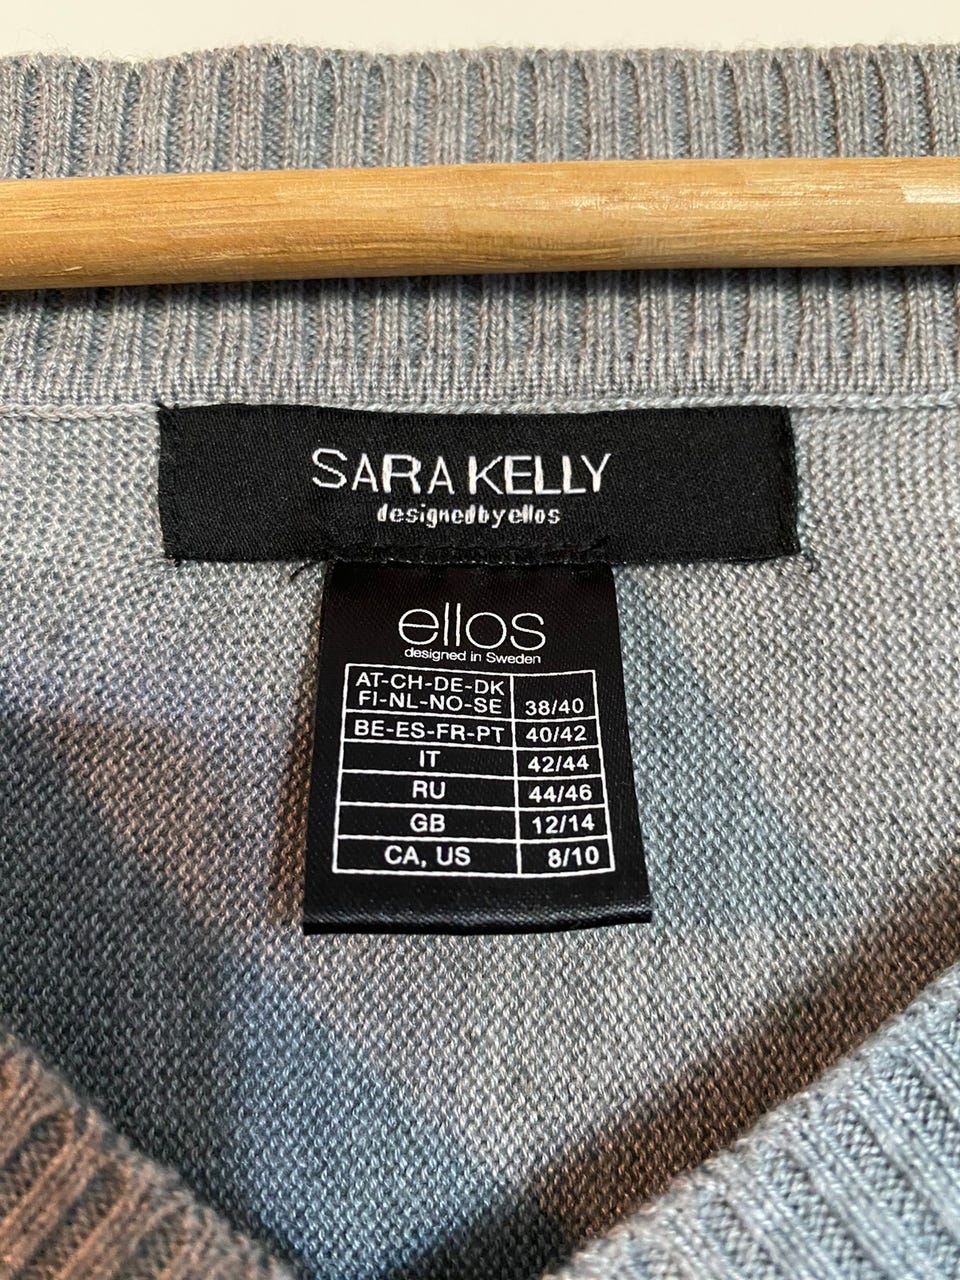 SARA KELLY
designedbyellos
ellos
designed in Sweden
AT-CH-DE-DK
FI-NL-NO-SE 38/40
BE-ES-FR-PT 40/42
IT 42/44
RU 44/46
GB 12/14
CA, US 8/10